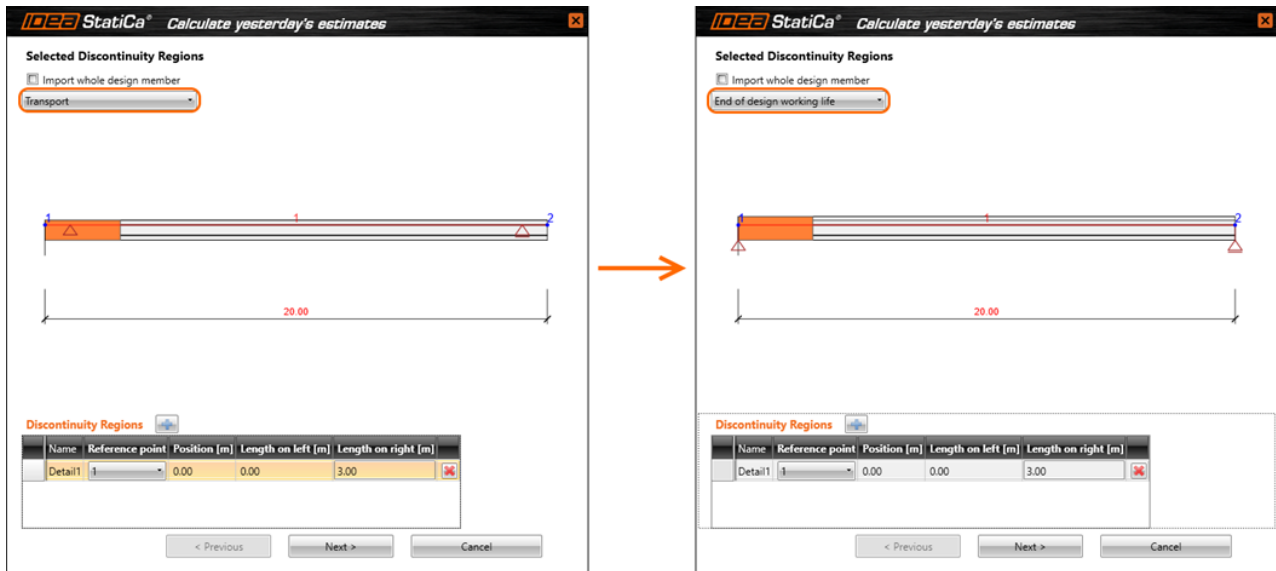 IDEA StatiCa® Calculate yesterday's estimates
Selected Discontinuity Regions
Import whole design member
Transport
1 1 2
20.00
Discontinuity Regions
Name Reference point Position [m] Length on left [m] Length on right [m]
Detail1 1 0.00 0.00 3.00
< Previous Next > Cancel
IDEA StatiCa® Calculate yesterday's estimates
Selected Discontinuity Regions
Import whole design member
End of design working life
1 1 2
20.00
Discontinuity Regions
Name Reference point Position [m] Length on left [m] Length on right [m]
Detail1 1 0.00 0.00 3.00
< Previous Next > Cancel